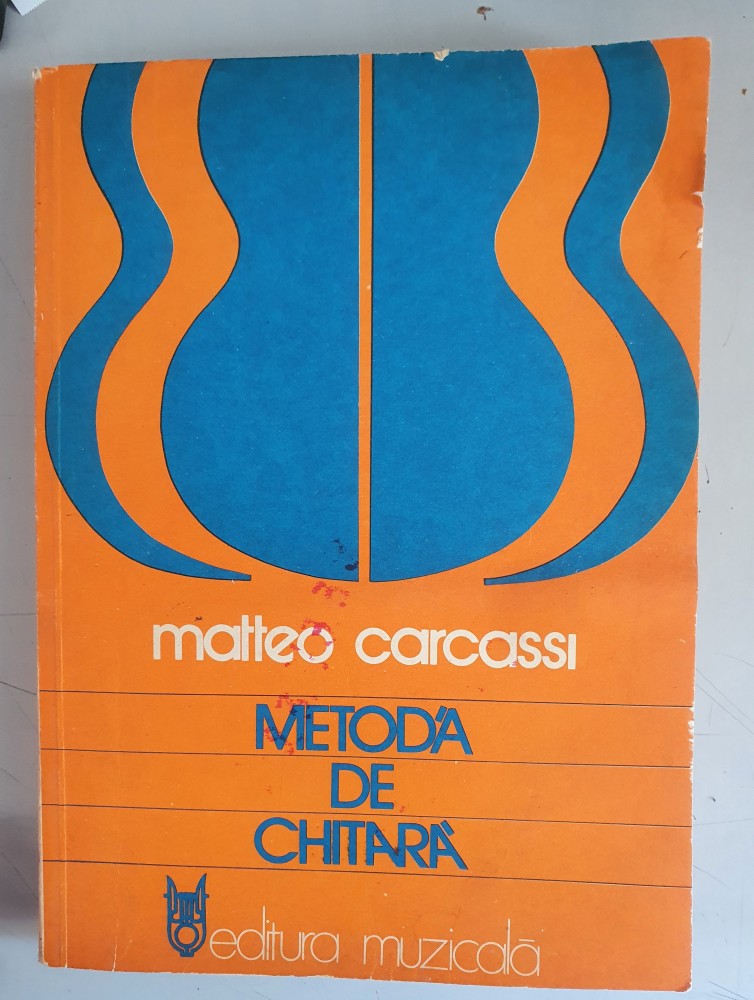 matteo carcassi
METODĂ
DE
CHITARĂ
editura muzicală